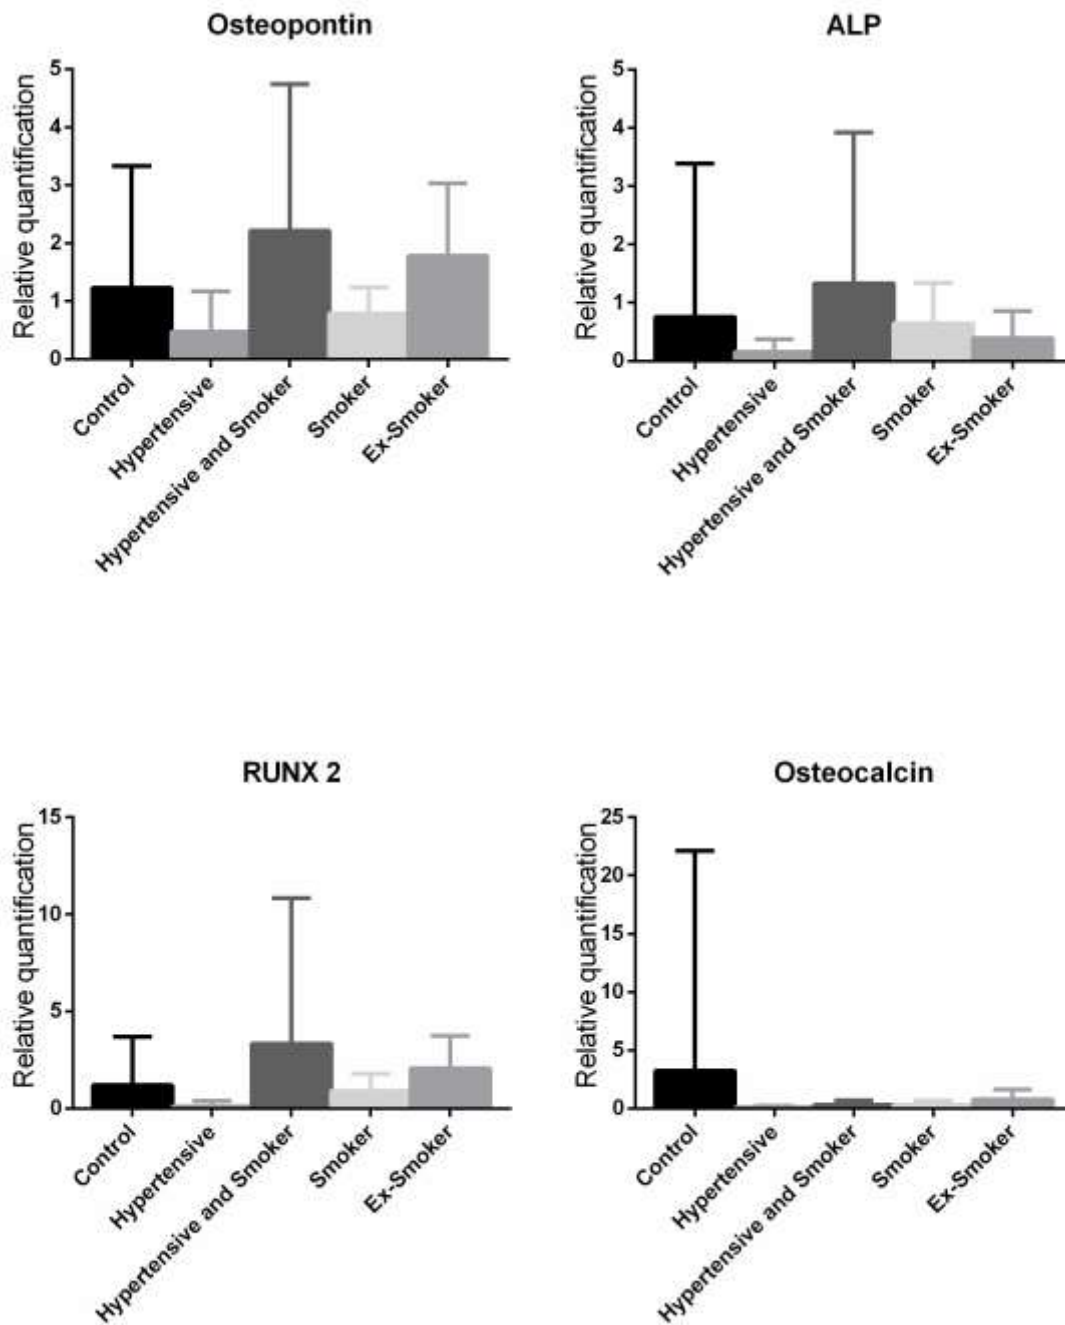 Osteopontin
Relative quantification
5
4
3
2
1
0
Control
Hypertensive
Hypertensive and Smoker
Smoker
Ex-Smoker
ALP
Relative quantification
5
4
3
2
1
0
Control
Hypertensive
Hypertensive and Smoker
Smoker
Ex-Smoker
RUNX 2
Relative quantification
15
10
5
0
Control
Hypertensive
Hypertensive and Smoker
Smoker
Ex-Smoker
Osteocalcin
Relative quantification
25
20
15
10
5
0
Control
Hypertensive
Hypertensive and Smoker
Smoker
Ex-Smoker